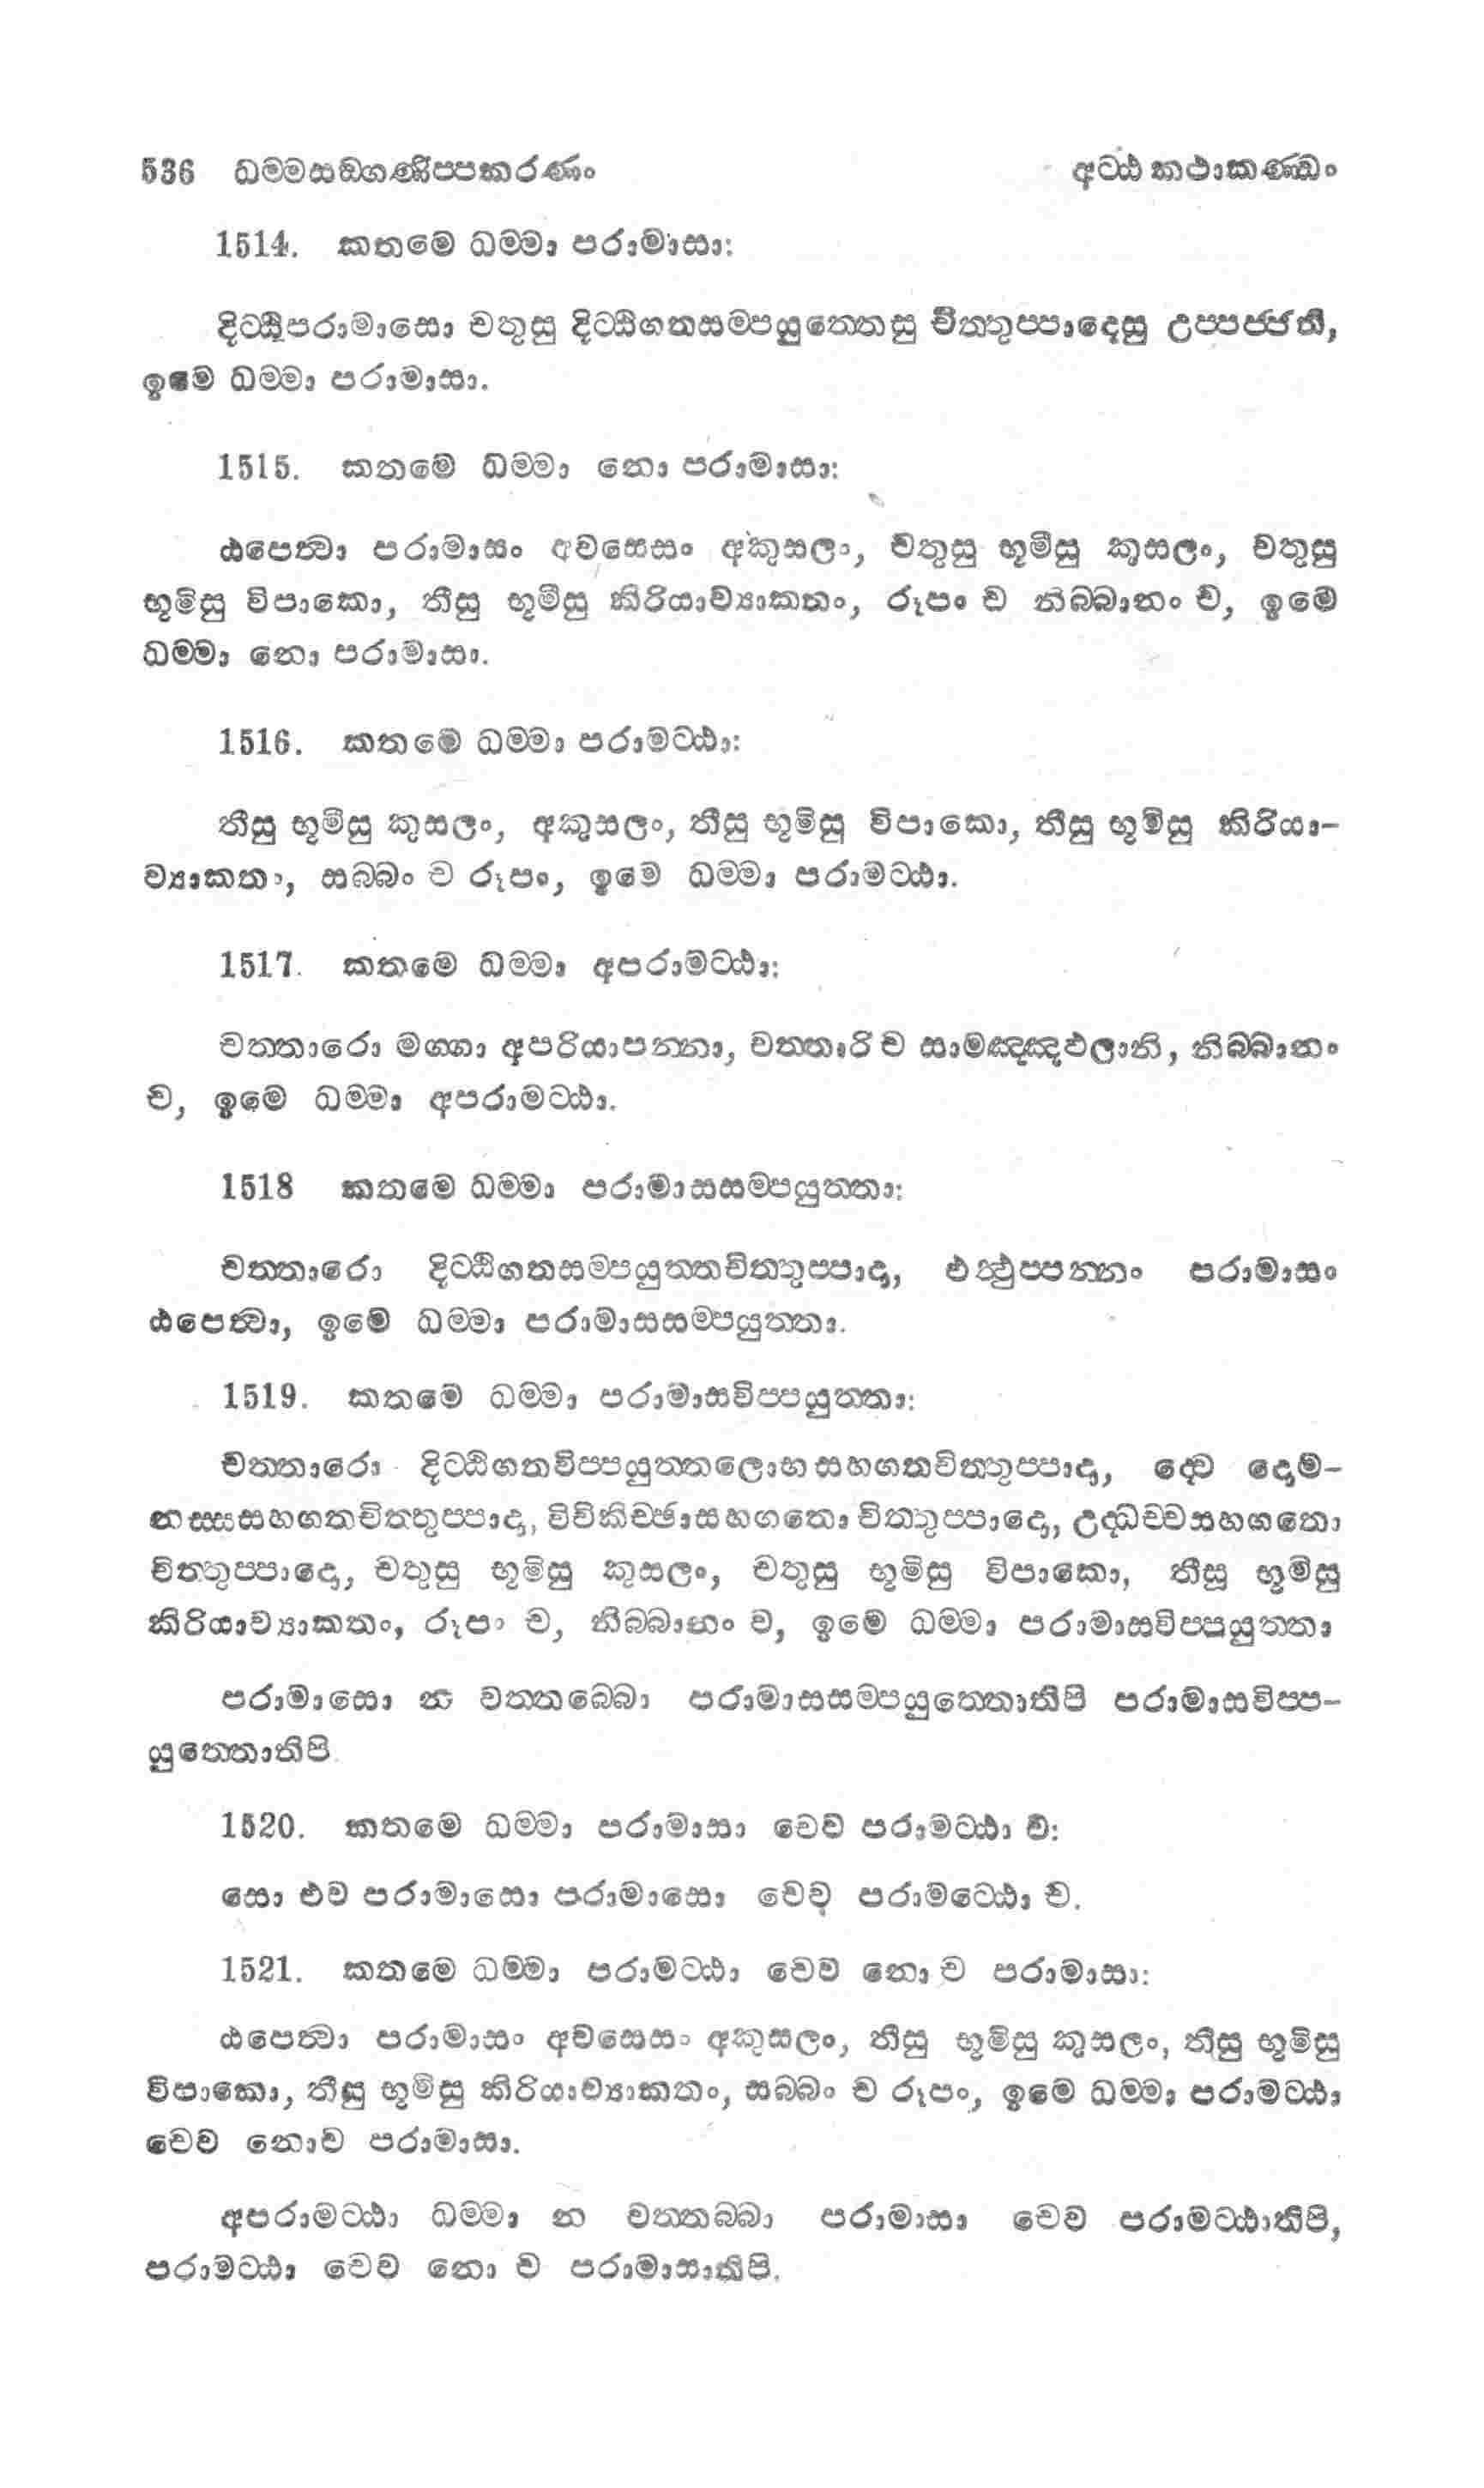 536 ධම්මසඞ්ගණිප්පකරණං අට්ඨකථාකණ්ඩං
1514. කතමෙ ධම්මා පරාමාසා:
දිට්ඨිපරාමාසො චතුසු දිට්ඨිගතසම්පයුත්තෙසු චිත්තුප්පාදෙසු උප්පජ්ජති,
ඉමෙ ධම්මා පරාමාසා.
1515. කතමෙ ධම්මා නො පරාමාසා:
ඨපෙත්වා පරාමාසං අවසෙසං අකුසලං, චතුසු භූමීසු කුසලං, චතුසු
භූමිසු විපාකො, තීසු භූමීසු කිරියාව්‍යාකතං, රූපං ච නිබ්බානං ච, ඉමෙ
ධම්මා නො පරාමාසා.
1516. කතමෙ ධම්මා පරාමට්ඨා:
තීසු භූමීසු කුසලං, අකුසලං, තීසු භූමිසු විපාකො, තීසු භූමිසු කිරියා-
ව්‍යාකතං, සබ්බං ච රූපං, ඉමෙ ධම්මා පරාමට්ඨා.
1517. කතමෙ ධම්මා අපරාමට්ඨා:
චත්තාරො මග්ගා අපරියාපන්නා, චත්තාරි ච සාමඤ්ඤඵලානි, නිබ්බානං
ච, ඉමෙ ධම්මා අපරාමට්ඨා.
1518 කතමෙ ධම්මා පරාමාසසම්පයුත්තා:
චත්තාරො දිට්ඨිගතසම්පයුත්තචිත්තුප්පාදා, එත්ථුප්පන්නං පරාමාසං
ඨපෙත්වා, ඉමෙ ධම්මා පරාමාසසම්පයුත්තා.
1519. කතමෙ ධම්මා පරාමාසවිප්පයුත්තා:
චත්තාරො දිට්ඨිගතවිප්පයුත්තලොභසහගතචිත්තුප්පාදා, ද්වෙ දොම-
නස්සසහගතචිත්තුප්පාදා, විචිකිච්ඡාසහගතො චිත්තුප්පාදො, උද්ධච්චසහගතො
චිත්තුප්පාදො, චතුසු භූමිසු කුසලං, චතුසු භූමිසු විපාකො, තීසු භූමිසු
කිරියාව්‍යාකතං, රූපං ච, නිබ්බානං ච, ඉමෙ ධම්මා පරාමාසවිප්පයුත්තා
පරාමාසො න වත්තබ්බො පරාමාසසම්පයුත්තොතිපි පරාමාසවිප්ප-
යුත්තොතිපි.
1520. කතමෙ ධම්මා පරාමාසා චෙව පරාමට්ඨා ච:
සො එව පරාමාසො පරාමාසො චෙව පරාමට්ඨො ච.
1521. කතමෙ ධම්මා පරාමට්ඨා චෙව නො ච පරාමාසා:
ඨපෙත්වා පරාමාසං අවසෙසං අකුසලං, තීසු භූමිසු කුසලං, තීසු භූමිසු
විපාකො, තීසු භූමිසු කිරියාව්‍යාකතං, සබ්බං ච රූපං, ඉමෙ ධම්මා පරාමට්ඨා
චෙව නොච පරාමාසා.
අපරාමට්ඨා ධම්මා න වත්තබ්බා පරාමාසා චෙව පරාමට්ඨාතිපි,
පරාමට්ඨා චෙව නො ච පරාමාසාතිපි.